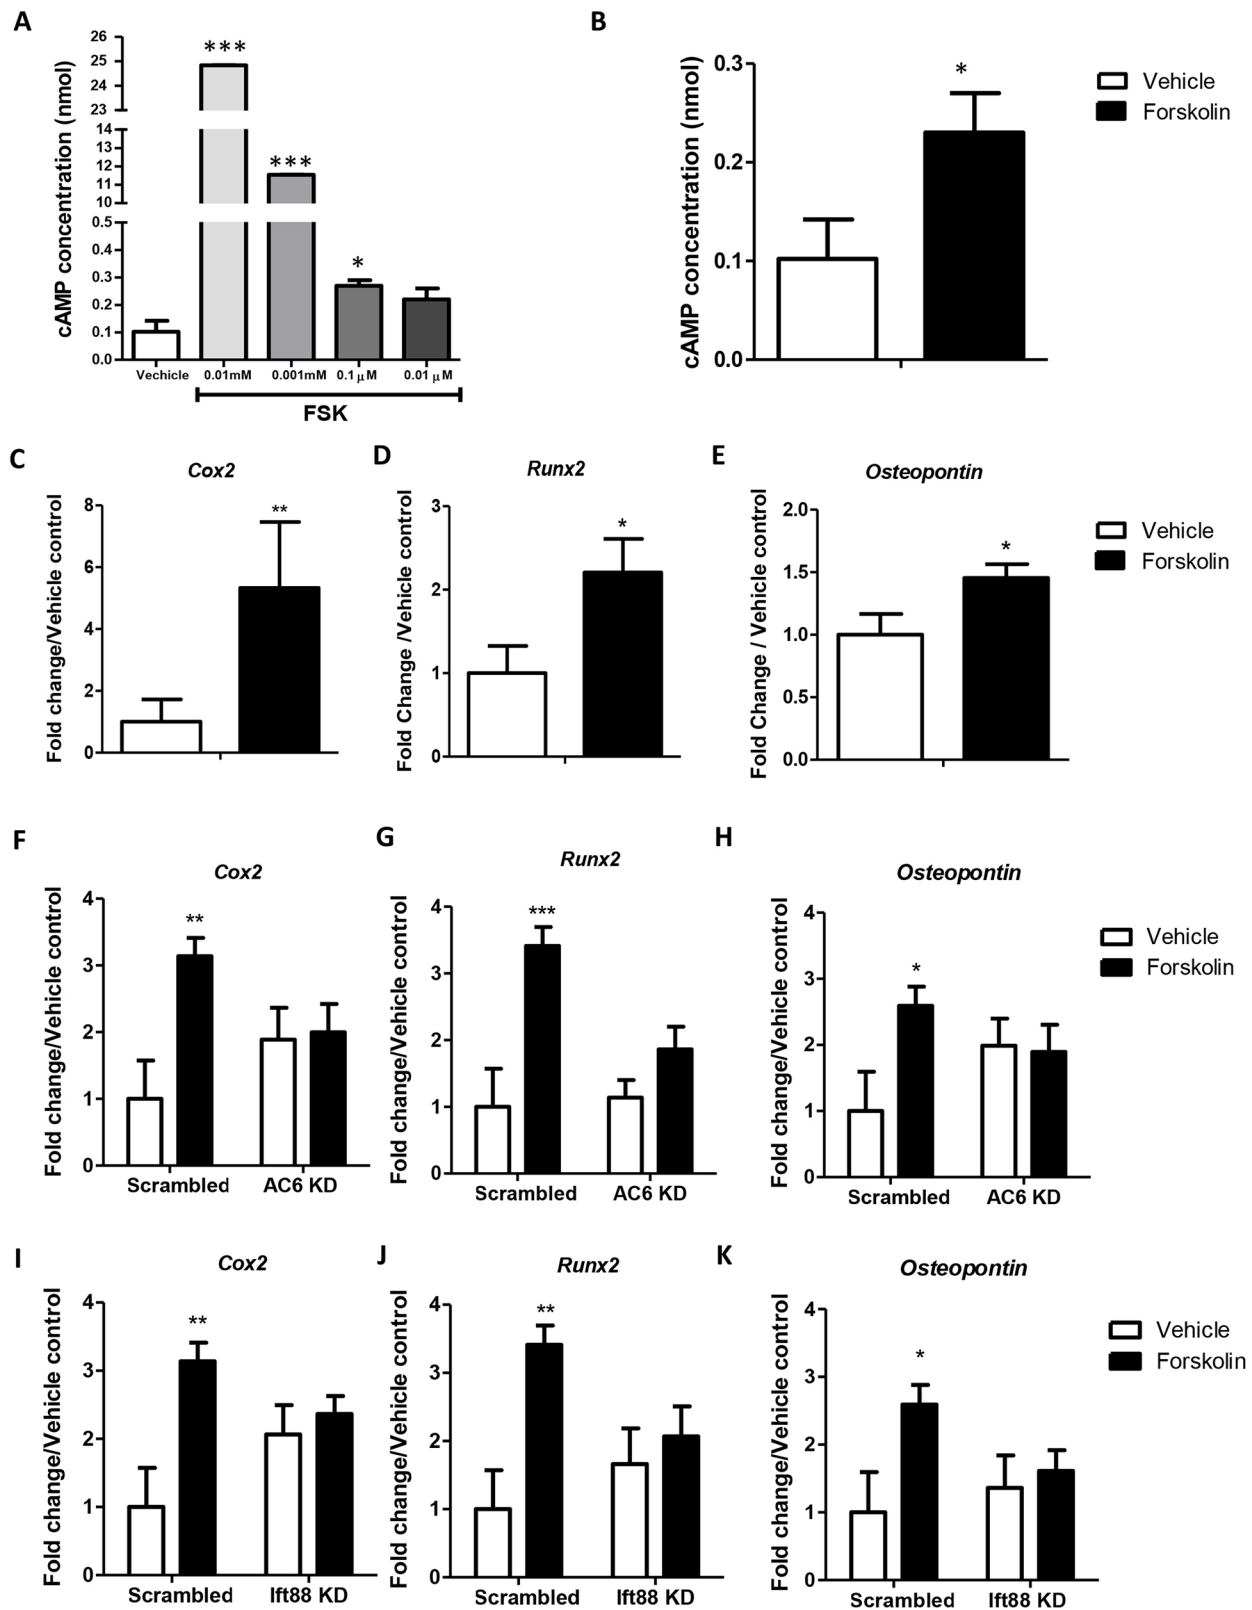 A
cAMP concentration (nmol)
26
25
24
23
14
13
12
11
10
0.5
0.4
0.3
0.2
0.1
0.0
***
***
*
Vechicle
0.01mM
0.001mM
0.1 μM
0.01 μM
FSK
B
cAMP concentration (nmol)
0.3
0.2
0.1
0.0
*
Vehicle
Forskolin
C
Cox2
Fold change/Vehicle control
8
6
4
2
0
**
D
Runx2
Fold Change /Vehicle control
3
2
1
0
*
E
Osteopontin
Fold Change / Vehicle control
2.0
1.5
1.0
0.5
0.0
*
Vehicle
Forskolin
F
Cox2
Fold change/Vehicle control
4
3
2
1
0
**
Scrambled
AC6 KD
G
Runx2
Fold change/Vehicle control
4
3
2
1
0
***
Scrambled
AC6 KD
H
Osteopontin
Fold change/Vehicle control
4
3
2
1
0
*
Scrambled
AC6 KD
Vehicle
Forskolin
I
Cox2
Fold change/Vehicle control
4
3
2
1
0
**
Scrambled
Ift88 KD
J
Runx2
Fold change/Vehicle control
4
3
2
1
0
**
Scrambled
Ift88 KD
K
Osteopontin
Fold change/Vehicle control
4
3
2
1
0
*
Scrambled
Ift88 KD
Vehicle
Forskolin